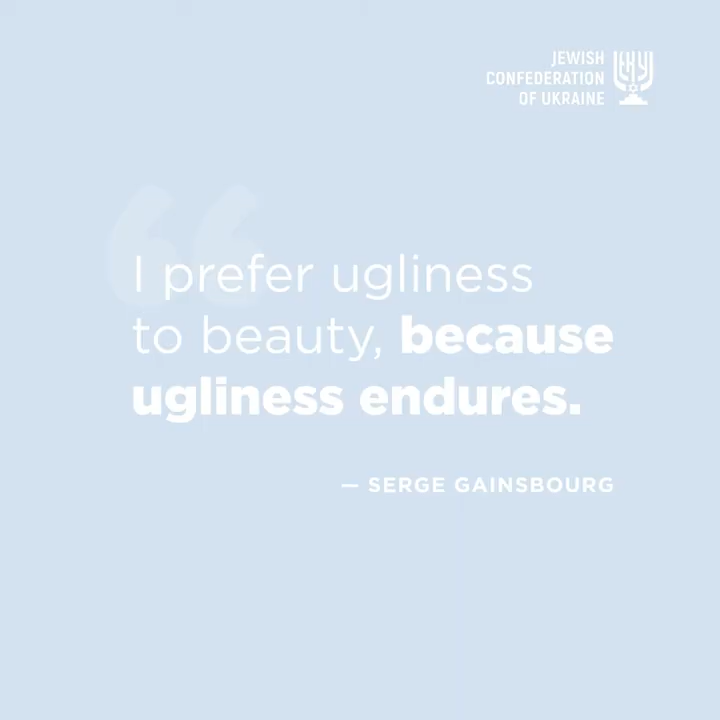 JEWISH
CONFEDERATION
OF UKRAINE
“
I prefer ugliness
to beauty, because
ugliness endures.
— SERGE GAINSBOURG